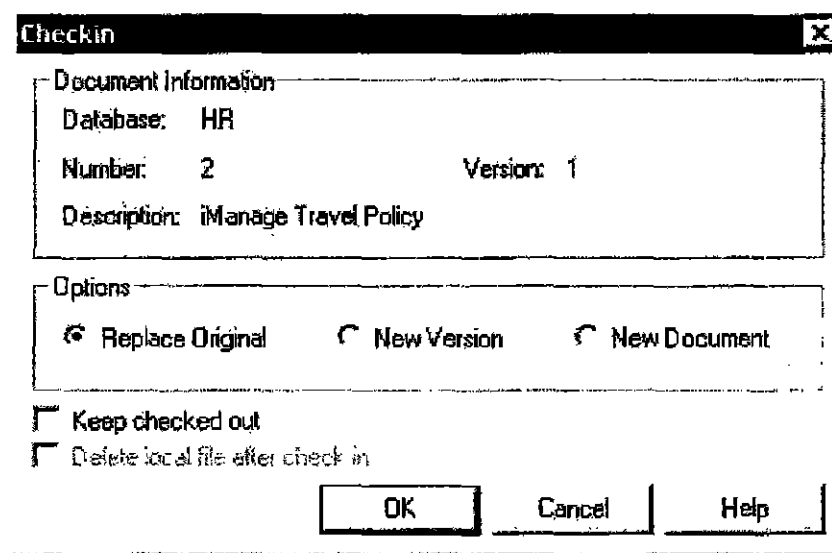 Checkin
Document Information
Database: HR
Number: 2 Version: 1
Description: iManage Travel Policy
Options
Replace Original New Version New Document
Keep checked out
Delete local file after check in
OK Cancel Help